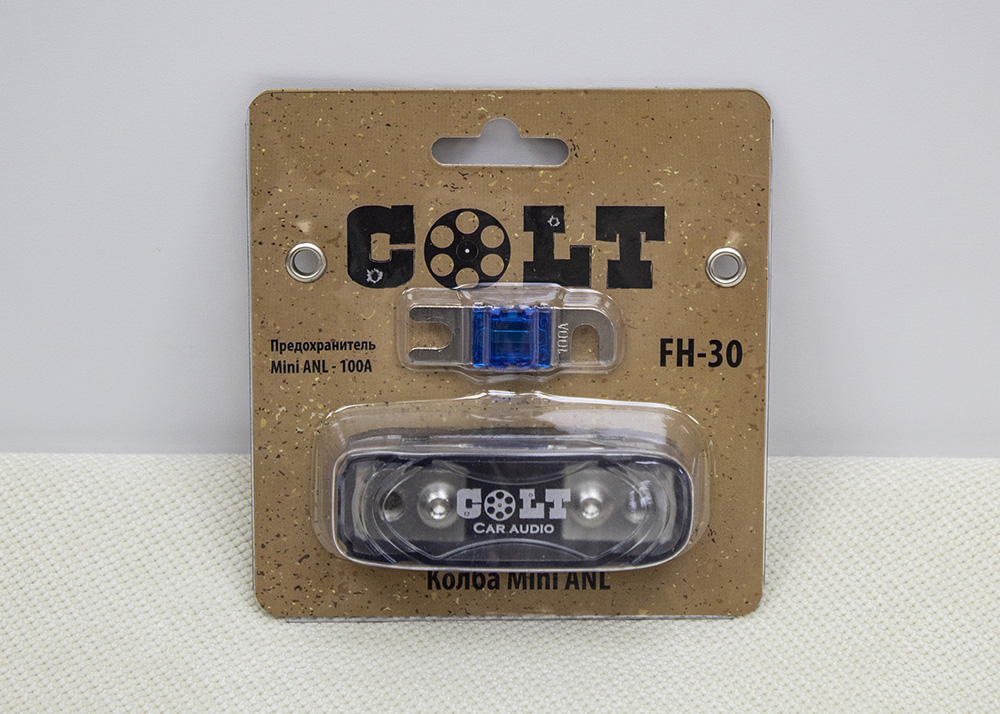 COLT
100A
Предохранитель
Mini ANL - 100A
FH-30
COLT
CAR AUDIO
Колба Mini ANL